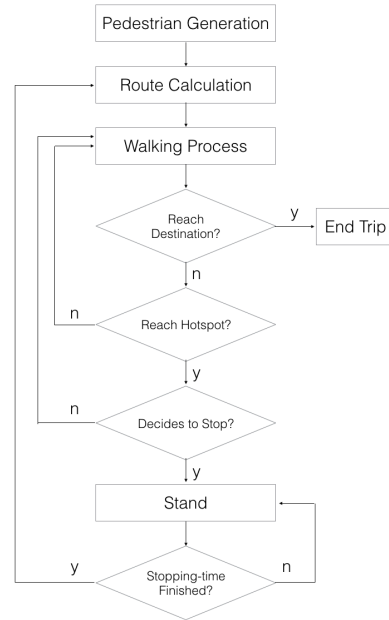 Pedestrian Generation
Route Calculation
Walking Process
Reach
Destination?
y
End Trip
n
Reach Hotspot?
n
y
Decides to Stop?
n
y
Stand
Stopping-time
Finished?
y
n